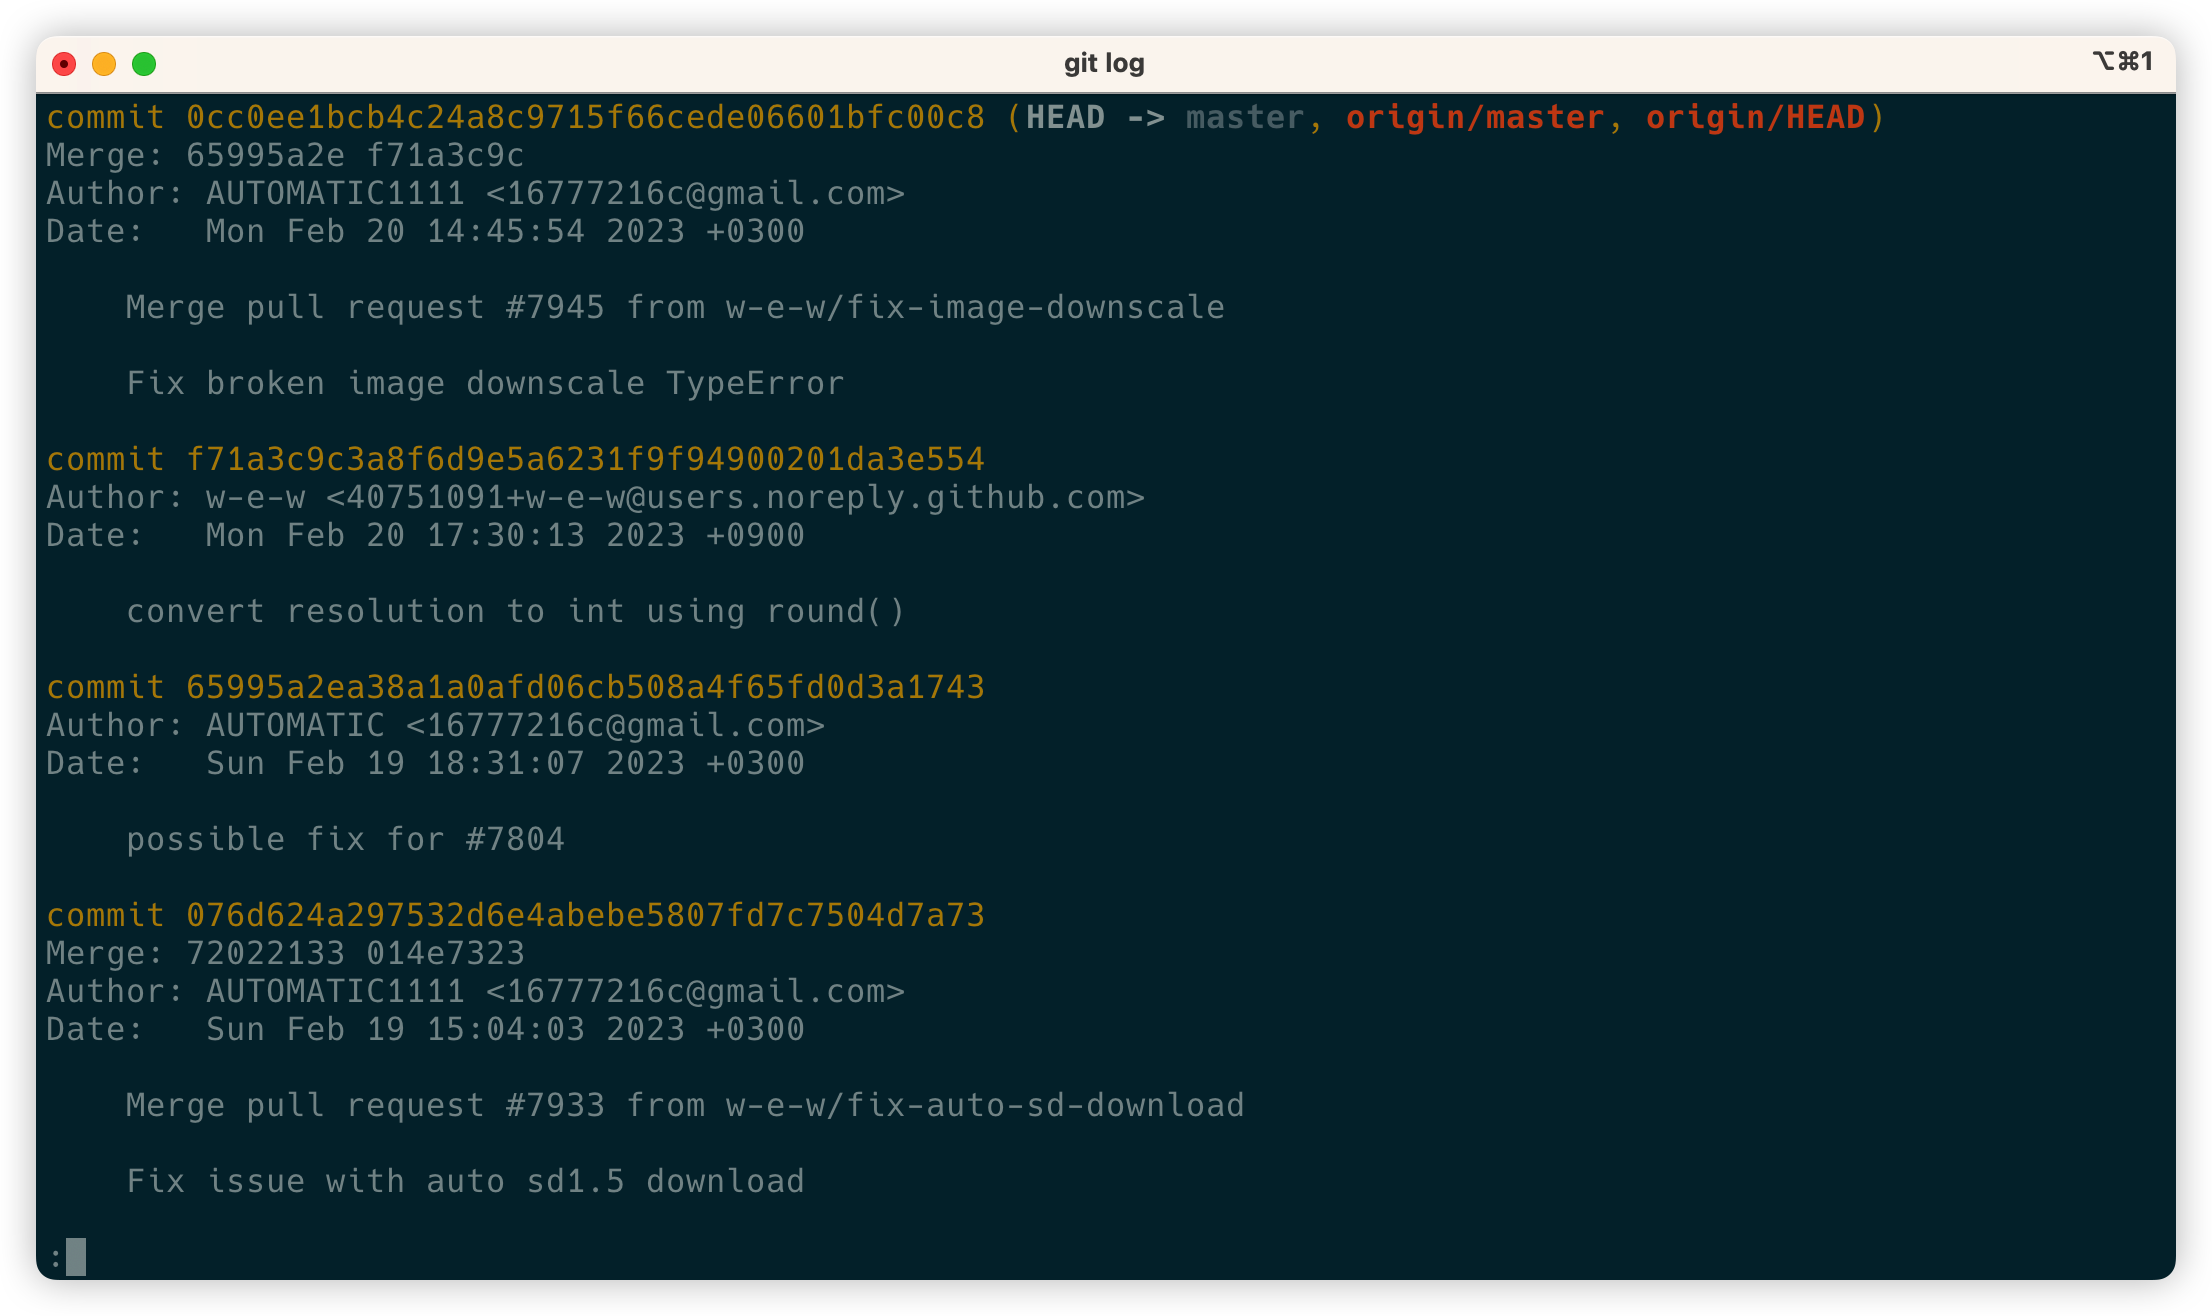 git log
⌥⌘1
commit 0cc0ee1bcb4c24a8c9715f66cede06601bfc00c8 (HEAD -> master, origin/master, origin/HEAD)
Merge: 65995a2e f71a3c9c
Author: AUTOMATIC1111 <16777216c@gmail.com>
Date:   Mon Feb 20 14:45:54 2023 +0300
    Merge pull request #7945 from w-e-w/fix-image-downscale
    Fix broken image downscale TypeError
commit f71a3c9c3a8f6d9e5a6231f9f94900201da3e554
Author: w-e-w <40751091+w-e-w@users.noreply.github.com>
Date:   Mon Feb 20 17:30:13 2023 +0900
    convert resolution to int using round()
commit 65995a2ea38a1a0afd06cb508a4f65fd0d3a1743
Author: AUTOMATIC <16777216c@gmail.com>
Date:   Sun Feb 19 18:31:07 2023 +0300
    possible fix for #7804
commit 076d624a297532d6e4abebe5807fd7c7504d7a73
Merge: 72022133 014e7323
Author: AUTOMATIC1111 <16777216c@gmail.com>
Date:   Sun Feb 19 15:04:03 2023 +0300
    Merge pull request #7933 from w-e-w/fix-auto-sd-download
    Fix issue with auto sd1.5 download
: